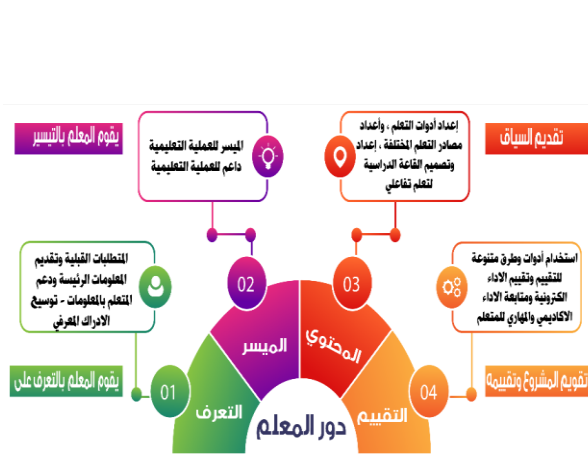 يقوم المعلم بالتيسير
الميسر للعملية التعليمية
داعم للعملية التعليمية
إعداد أدوات التعلم ، وأعداد
مصادر التعلم المختلفة ، إعداد
وتصميم القاعة الدراسية
لتعلم تفاعلي
تقديم السياق
المتطلبات القبلية وتقديم
المعلومات الرئيسة ودعم
المتعلم بالمعلومات - توسيع
الادراك المعرفي
استخدام أدوات وطرق متنوعة
للتقييم وتقييم الاداء
الكترونية ومتابعة الاداء
الاكاديمي والمهاري للمتعلم
02
03
الميسر
المحتوي
يقوم المعلم بالتعرف على
01
التعرف
04
التقييم
تقويم المشروع وتقييمه
دور المعلم